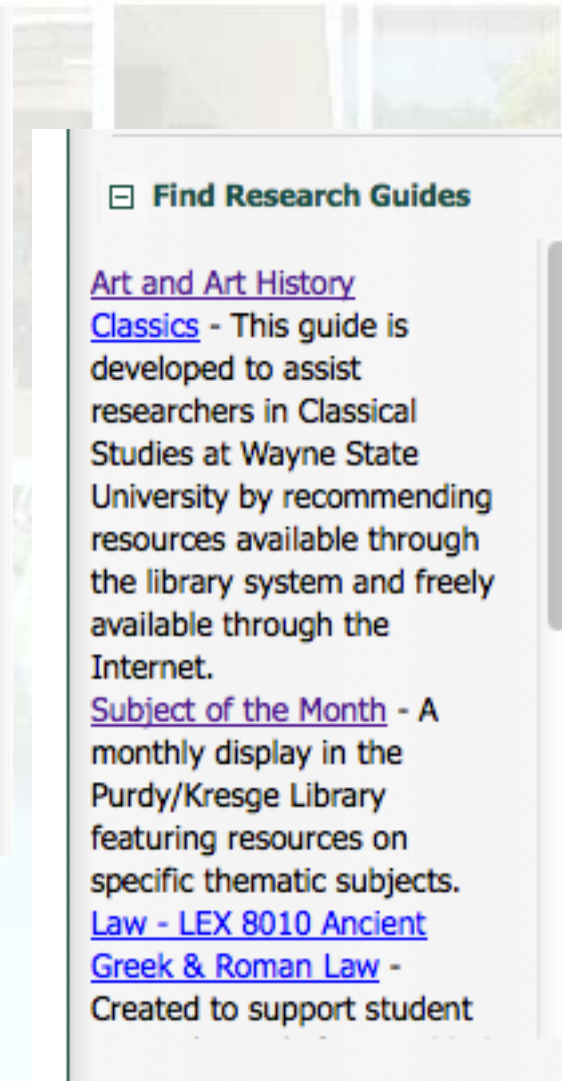 Find Research Guides
Art and Art History
Classics - This guide is
developed to assist
researchers in Classical
Studies at Wayne State
University by recommending
resources available through
the library system and freely
available through the
Internet.
Subject of the Month - A
monthly display in the
Purdy/Kresge Library
featuring resources on
specific thematic subjects.
Law - LEX 8010 Ancient
Greek & Roman Law -
Created to support student